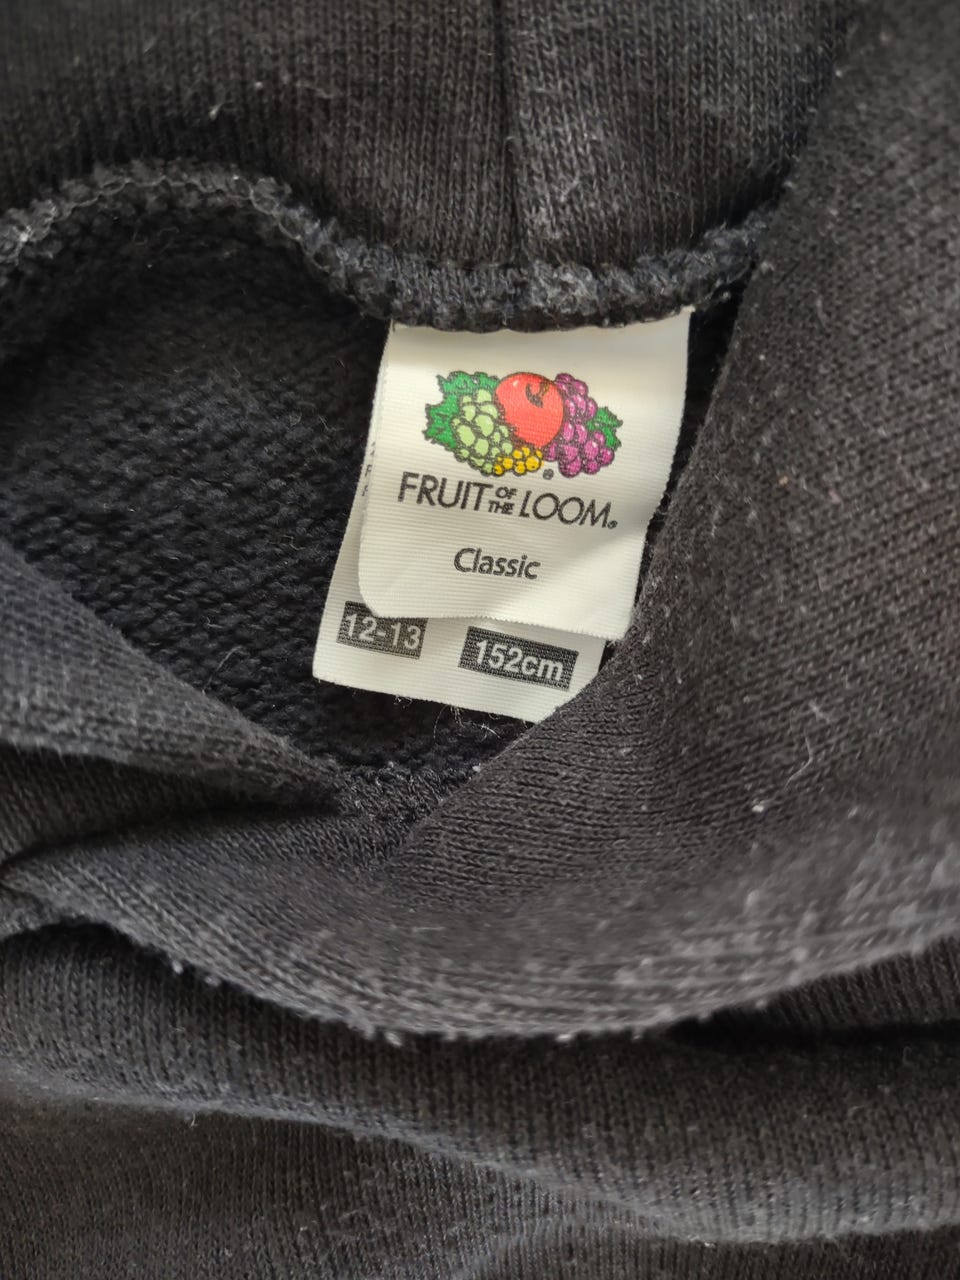 FRUIT OF THE LOOM®
Classic
12-13 152cm